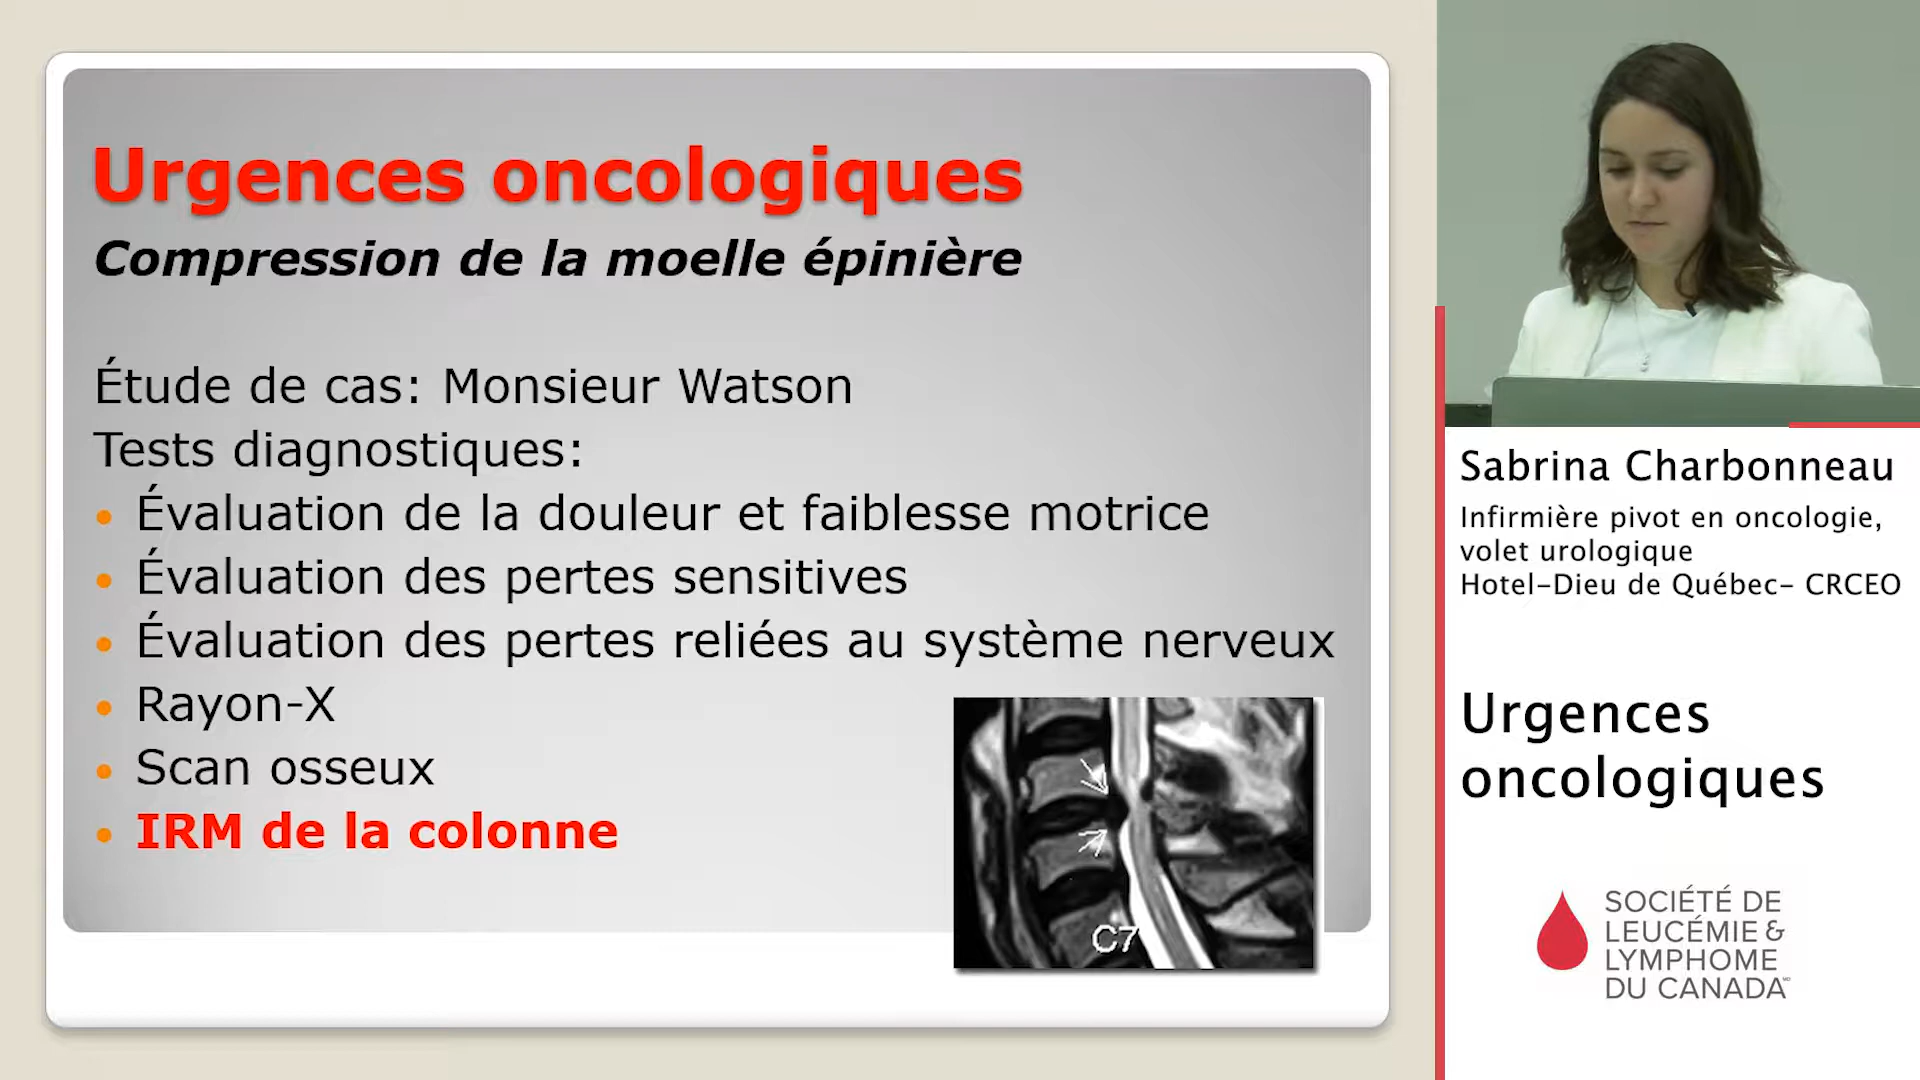 Urgences oncologiques
Compression de la moelle épinière
Étude de cas: Monsieur Watson
Tests diagnostiques:
• Évaluation de la douleur et faiblesse motrice
• Évaluation des pertes sensitives
• Évaluation des pertes reliées au système nerveux
• Rayon-X
• Scan osseux
• IRM de la colonne
C7
Sabrina Charbonneau
Infirmière pivot en oncologie,
volet urologique
Hotel-Dieu de Québec- CRCEO
Urgences
oncologiques
SOCIÉTÉ DE
LEUCÉMIE &
LYMPHOME
DU CANADA